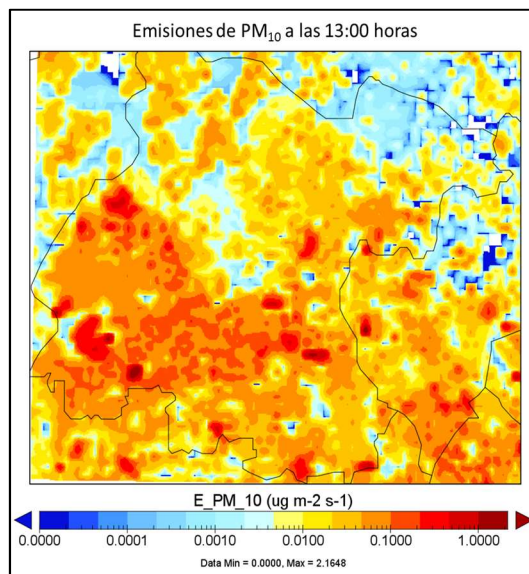 Emisiones de PM₁₀ a las 13:00 horas
E_PM_10 (ug m-2 s-1)
0.0000 0.0001 0.0010 0.0100 0.1000 1.0000
Data Min = 0.0000, Max = 2.1648